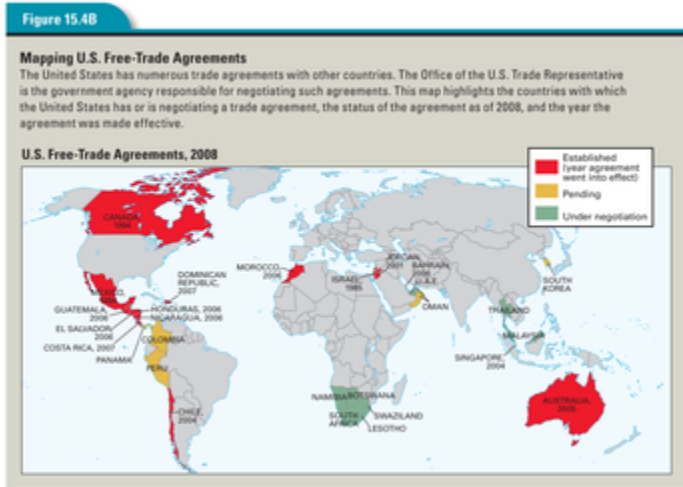 Figure 15.4B
Mapping U.S. Free-Trade Agreements
The United States has numerous trade agreements with other countries. The Office of the U.S. Trade Representative
is the government agency responsible for negotiating such agreements. This map highlights the countries with which
the United States has or is negotiating a trade agreement, the status of the agreement as of 2008, and the year the
agreement was made effective.
U.S. Free-Trade Agreements, 2008
Established
(year agreement
went into effect)
Pending
Under negotiation
CANADA,
1994
MOROCCO,
2006
ISRAEL,
1985
JORDAN,
2001
BAHRAIN,
2006
U.A.E.
OMAN
SOUTH
KOREA
MEXICO,
DOMINICAN
REPUBLIC,
2007
GUATEMALA,
2006
HONDURAS, 2006
NICARAGUA, 2006
EL SALVADOR,
2006
COSTA RICA, 2007
PANAMA
COLOMBIA
PERU
CHILE,
2004
THAILAND
MALAYSIA
SINGAPORE,
2004
NAMIBIA
BOTSWANA
SOUTH
AFRICA
SWAZILAND
LESOTHO
AUSTRALIA,
2005